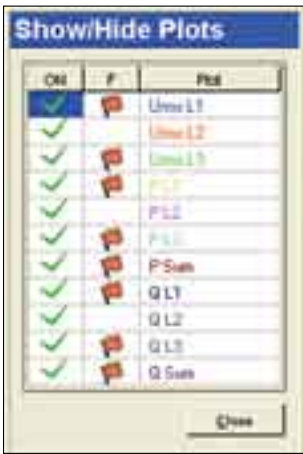 Show/Hide Plots
ON F Plot
Urms L1
Urms L2
Urms L3
P L1
P L2
P L3
P Sum
Q L1
Q L2
Q L3
Q Sum
Close